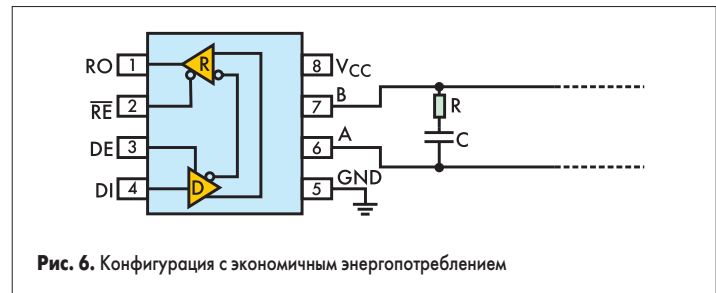 RO 1
R
8 VCC
RE 2
7 B
R
DE 3
6 A
C
DI 4
D
5 GND
Рис. 6. Конфигурация с экономичным энергопотреблением